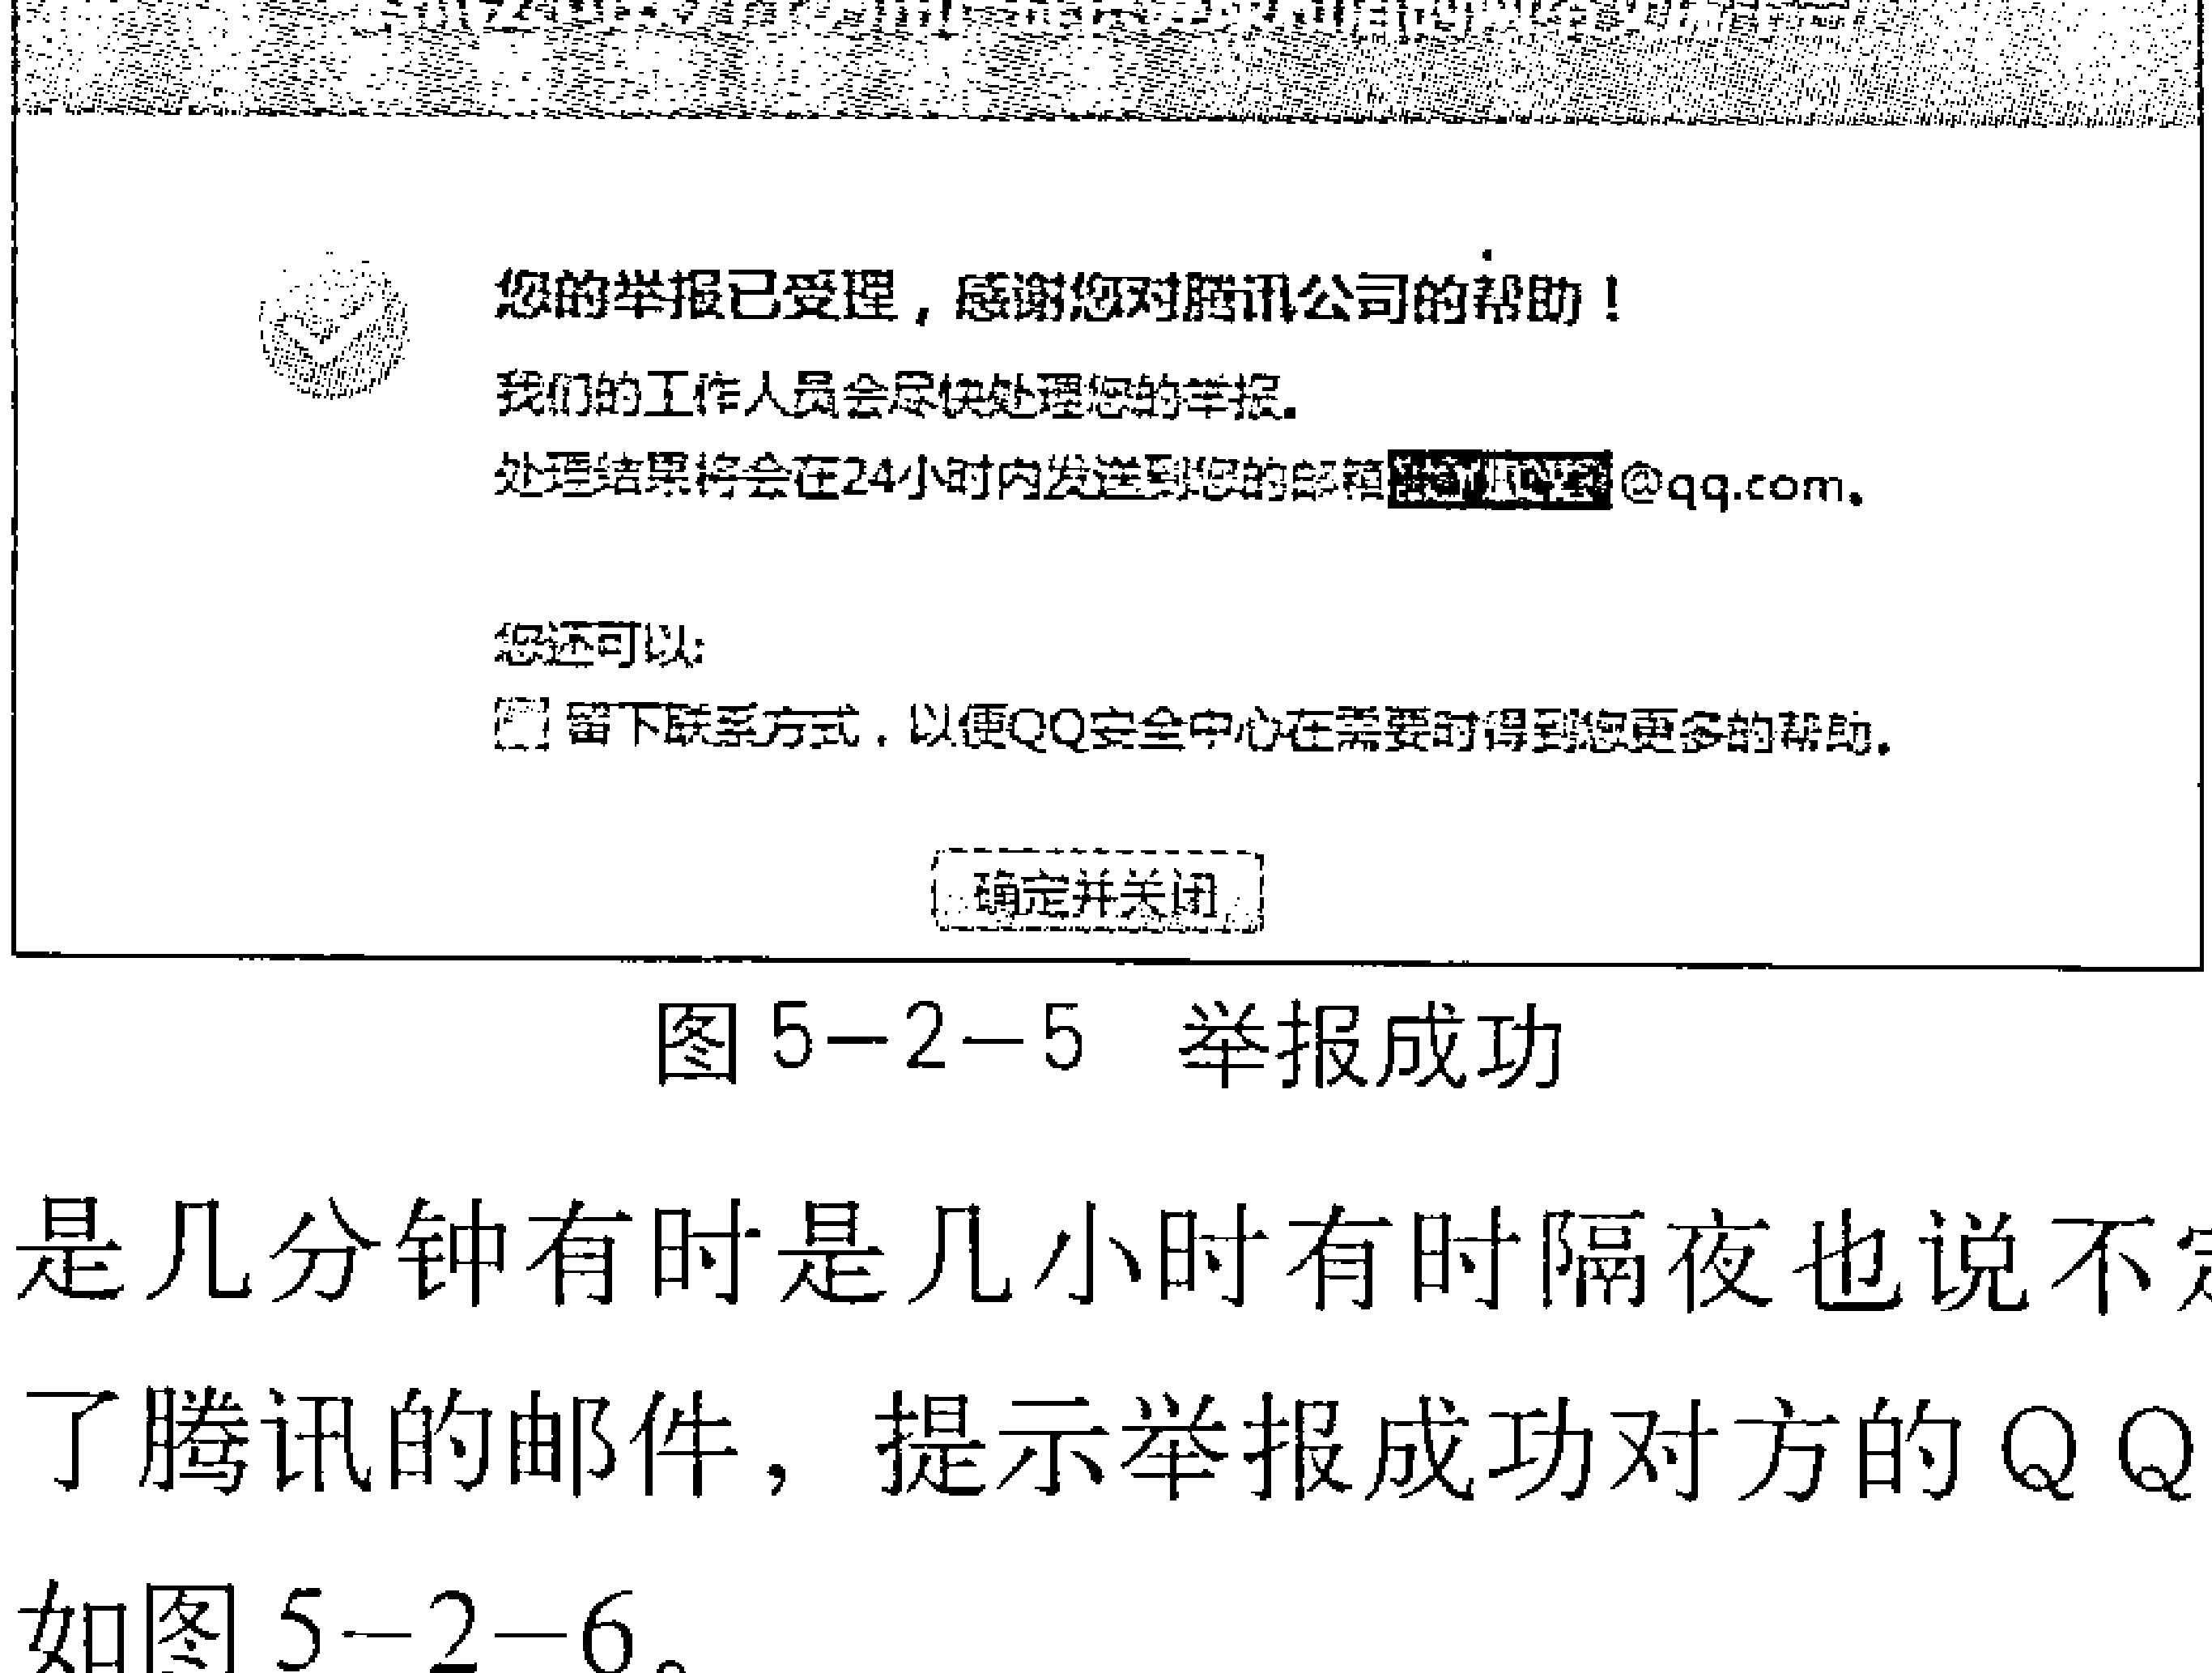 您的举报已受理，感谢您对腾讯公司的帮助！
我们的工作人员会尽快处理您的举报。
处理结果将会在24小时内发送到您的邮箱@qq.com。
您还可以:
留下联系方式，以便QQ安全中心在需要时得到您更多的帮助。
确定并关闭
图5-2-5 举报成功
是几分钟有时是几小时有时隔夜也说不定
了腾讯的邮件，提示举报成功对方的QQ
如图5-2-6。